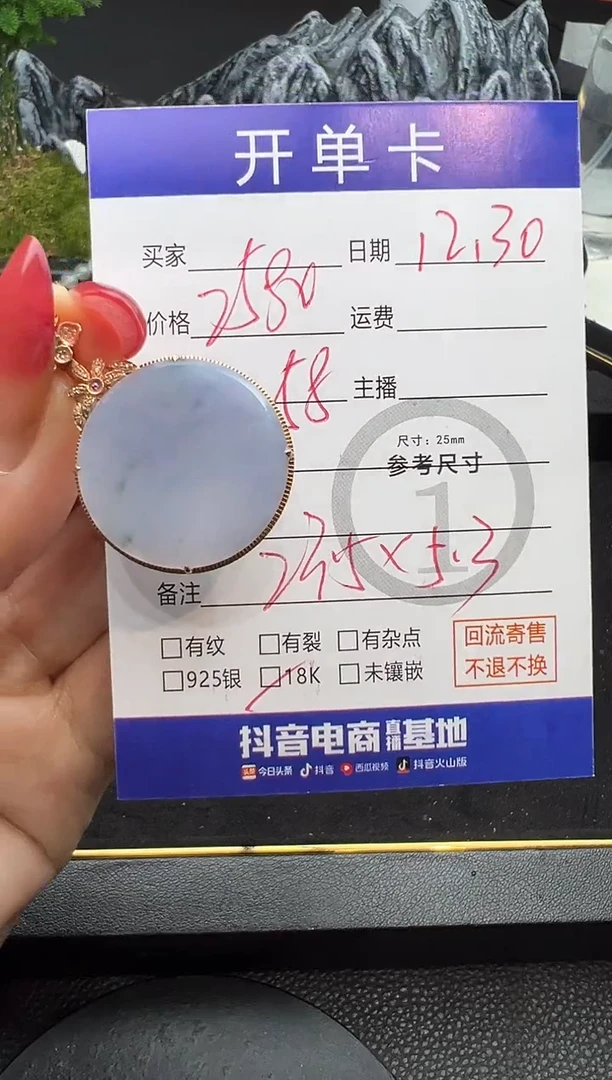 开单卡
买家 日期 12.30
价格 2580 运费
58 主播
尺寸：25mm
参考尺寸
1
备注
□有纹 □有裂 □有杂点
□925银 □18K □未镶嵌
回流寄售
不退不换
抖音电商直播基地
头条 今日头条 抖音 西瓜视频 抖音火山版